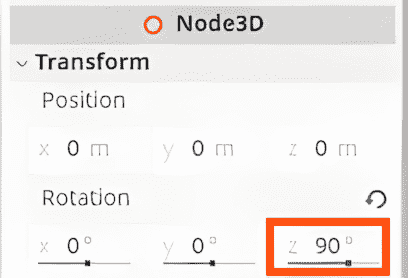 Node3D
Transform
Position
x 0 m y 0 m z 0 m
Rotation
x 0° y 0° z 90°